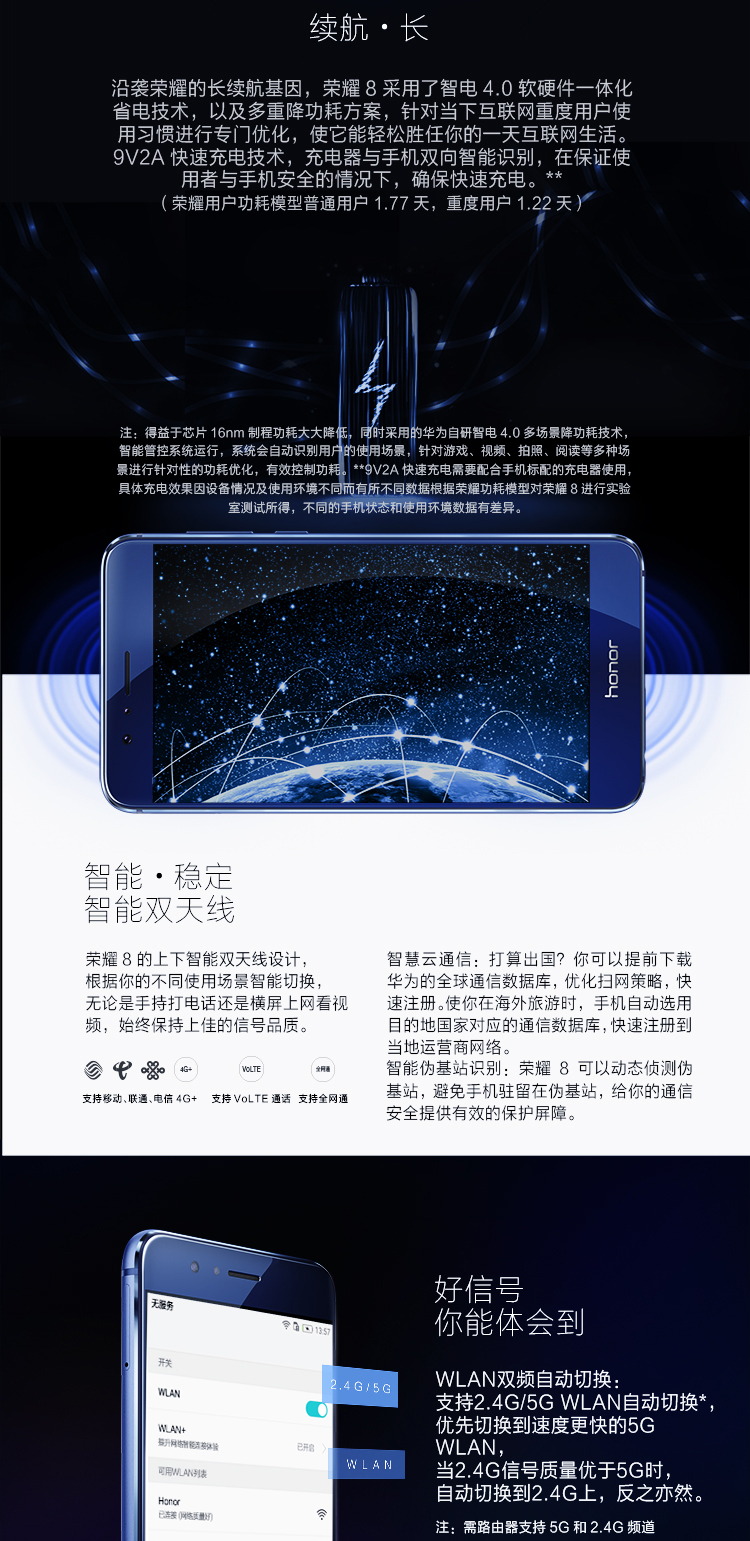 续航·长
沿袭荣耀的长续航基因，荣耀 8 采用了智电 4.0 软硬件一体化
省电技术，以及多重降功耗方案，针对当下互联网重度用户使
用习惯进行专门优化，使它能轻松胜任你的一天互联网生活。
9V2A 快速充电技术，充电器与手机双向智能识别，在保证使
用者与手机安全的情况下，确保快速充电。**
（荣耀用户功耗模型普通用户 1.77 天，重度用户 1.22 天）
注：得益于芯片 16nm 制程功耗大大降低，同时采用的华为自研智电 4.0 多场景降功耗技术，
智能管控系统运行，系统会自动识别用户的使用场景，针对游戏、视频、拍照、阅读等多种场
景进行针对性的功耗优化，有效控制功耗。**9V2A 快速充电需要配合手机标配的充电器使用，
具体充电效果因设备情况及使用环境不同而有所不同数据根据荣耀功耗模型对荣耀 8 进行实验
室测试所得，不同的手机状态和使用环境数据有差异。
honor
智能·稳定
智能双天线
荣耀 8 的上下智能双天线设计，
根据你的不同使用场景智能切换，
无论是手持打电话还是横屏上网看视
频，始终保持上佳的信号品质。
4G+ VoLTE 全网通
支持移动、联通、电信 4G+ 支持 VoLTE 通话 支持全网通
智慧云通信：打算出国？你可以提前下载
华为的全球通信数据库，优化扫网策略，快
速注册。使你在海外旅游时，手机自动选用
目的地国家对应的通信数据库，快速注册到
当地运营商网络。
智能伪基站识别：荣耀 8 可以动态侦测伪
基站，避免手机驻留在伪基站，给你的通信
安全提供有效的保护屏障。
无服务
13:57
开关
WLAN
WLAN+
提升网络智能连接体验
已开启
可用WLAN列表
Honor
已连接 (网络质量好)
2.4G/5G
WLAN
好信号
你能体会到
WLAN双频自动切换：
支持2.4G/5G WLAN自动切换*，
优先切换到速度更快的5G
WLAN，
当2.4G信号质量优于5G时，
自动切换到2.4G上，反之亦然。
注：需路由器支持 5G 和 2.4G 频道